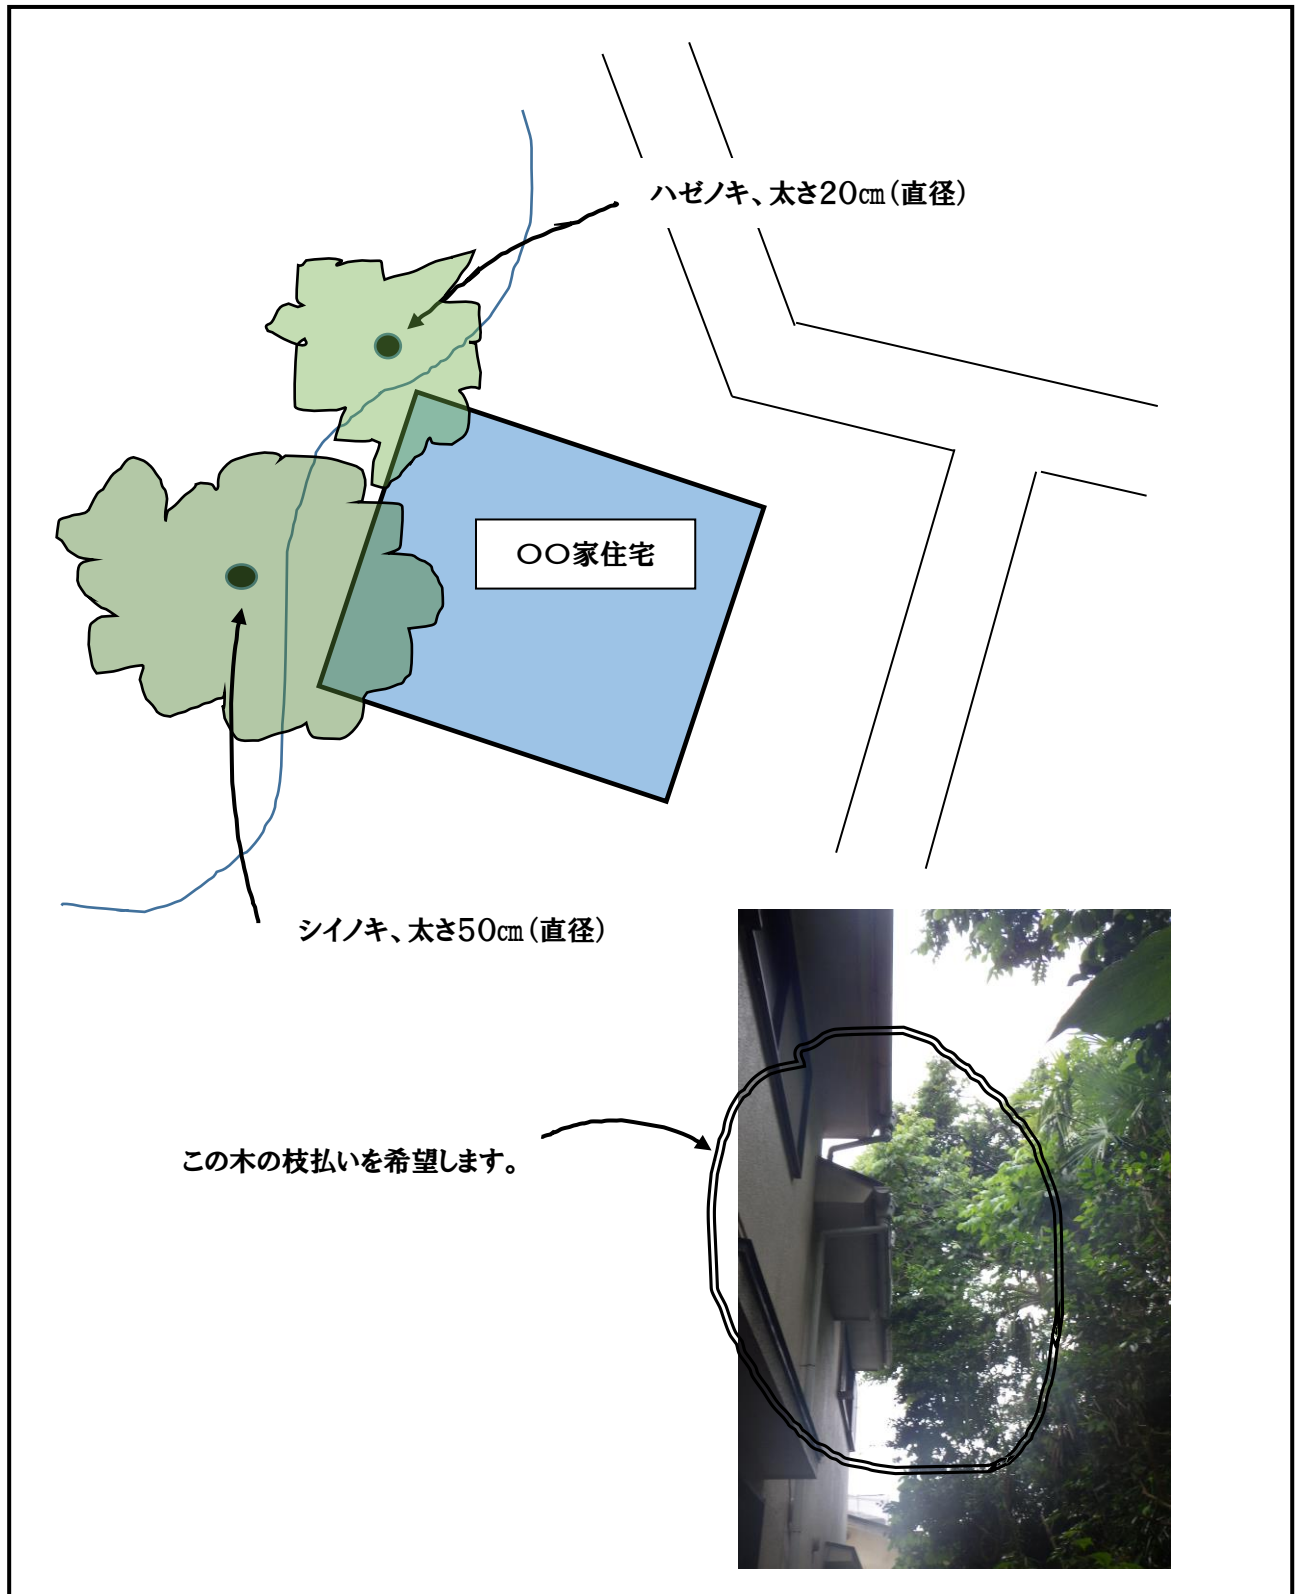 ハゼノキ、太さ20㎝（直径）
〇〇家住宅
シイノキ、太さ50㎝（直径）
この木の枝払いを希望します。